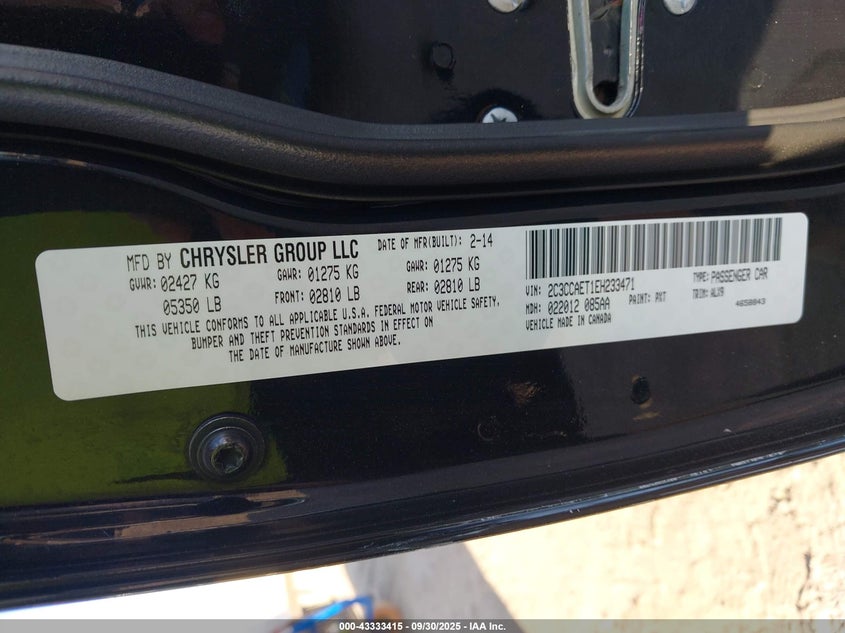 MFD BY CHRYSLER GROUP LLC
DATE OF MFR(BUILT): 2-14
GVWR: 02427 KG GAWR: 01275 KG GAWR: 01275 KG
05350 LB FRONT: 02810 LB REAR: 02810 LB
THIS VEHICLE CONFORMS TO ALL APPLICABLE U.S.A. FEDERAL MOTOR VEHICLE SAFETY,
BUMPER AND THEFT PREVENTION STANDARDS IN EFFECT ON
THE DATE OF MANUFACTURE SHOWN ABOVE.
VIN: 2C3CCAET1EH233471 TYPE: PASSENGER CAR
MDH: 022012 085AA PAINT: PXT TRIM: ALX9
VEHICLE MADE IN CANADA 4658843
000-43333415 - 09/30/2025 - IAA Inc.